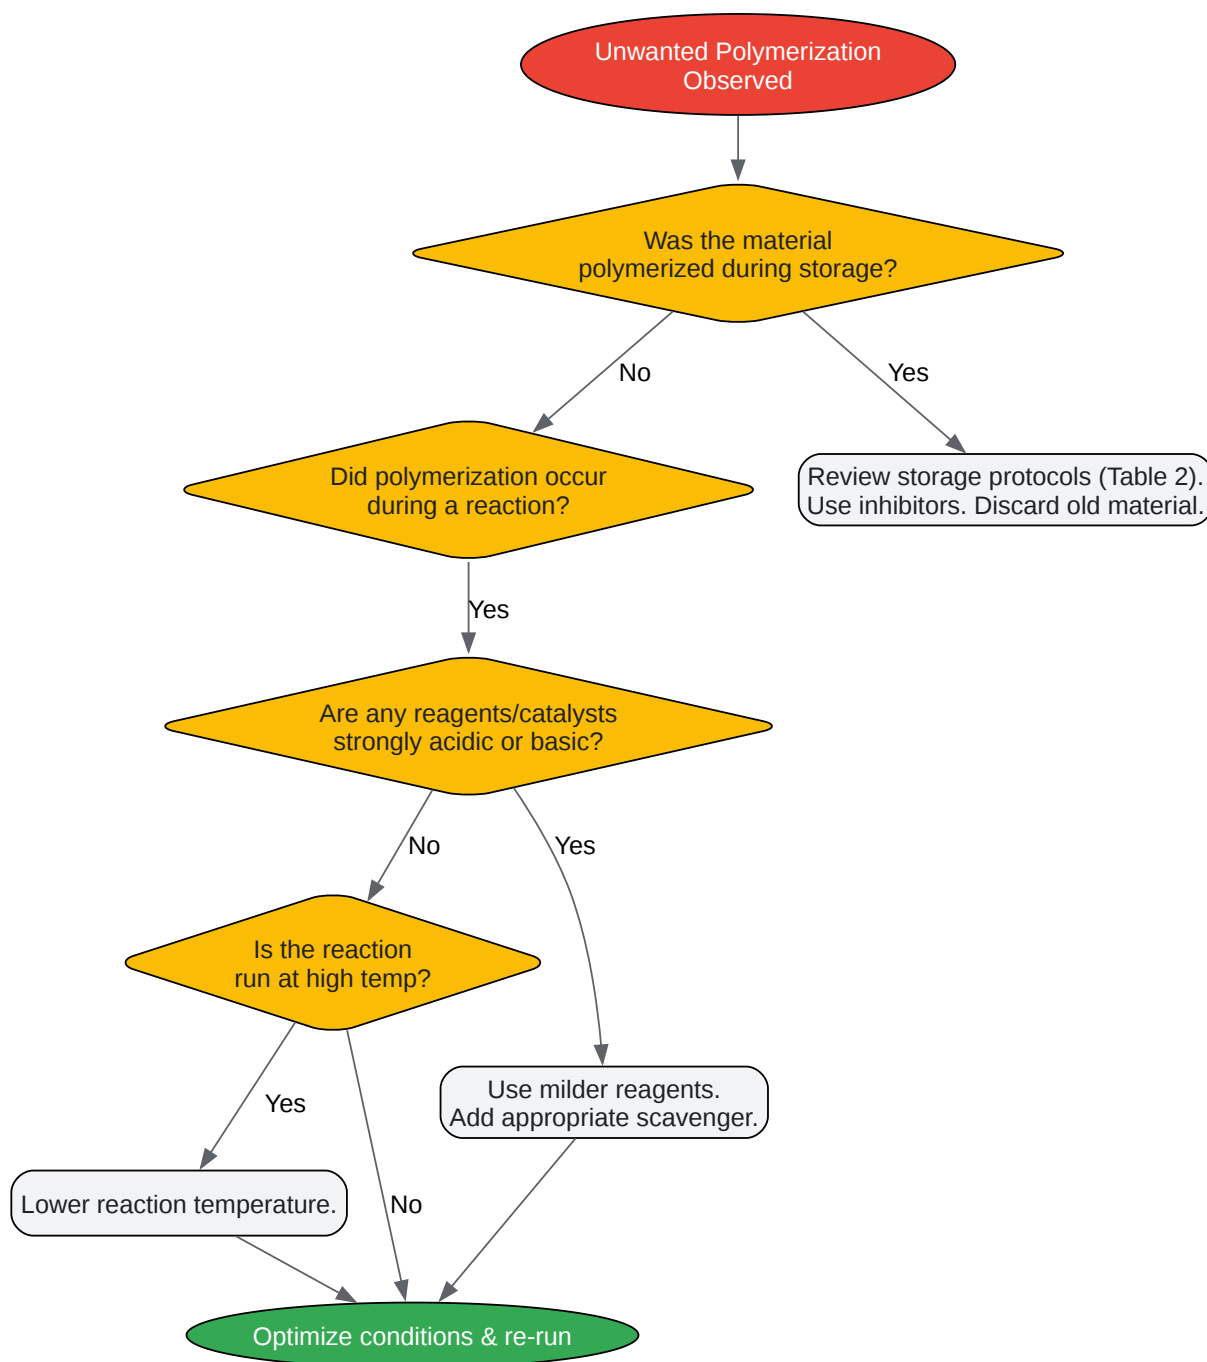 Unwanted Polymerization
Observed
Was the material
polymerized during storage?
No
Yes
Did polymerization occur
during a reaction?
Review storage protocols (Table 2).
Use inhibitors. Discard old material.
Yes
Are any reagents/catalysts
strongly acidic or basic?
No
Yes
Is the reaction
run at high temp?
Use milder reagents.
Add appropriate scavenger.
Yes
No
Lower reaction temperature.
Optimize conditions & re-run